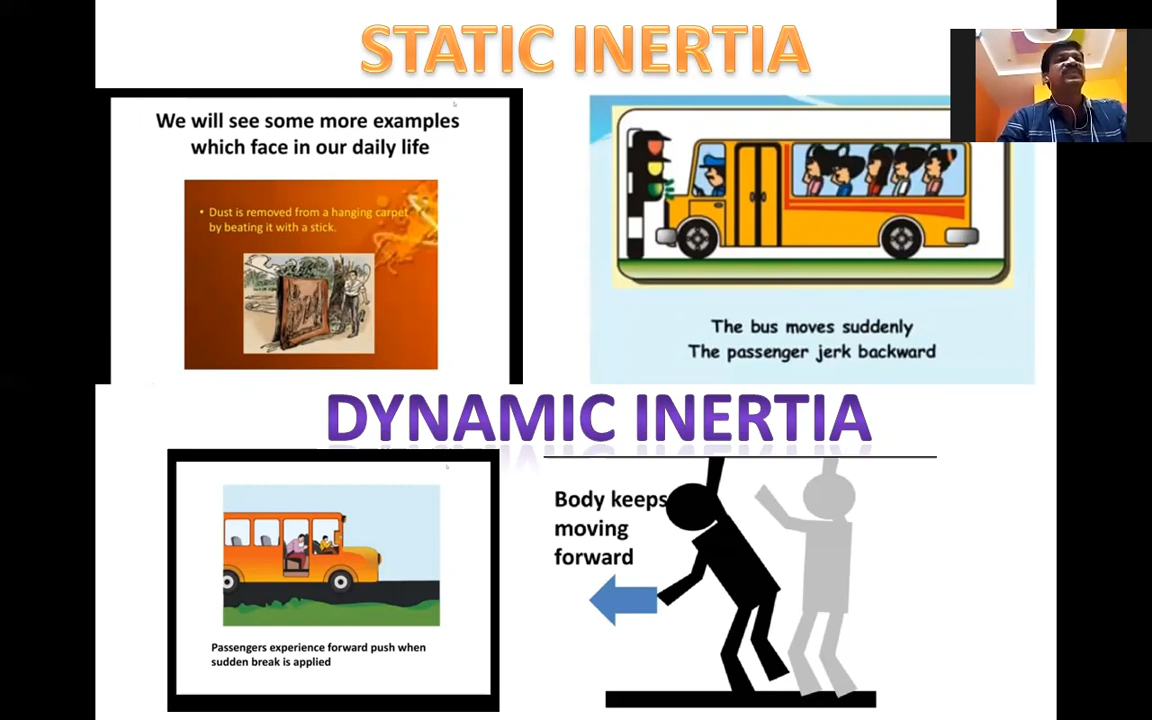 STATIC INERTIA
We will see some more examples
which face in our daily life
• Dust is removed from a hanging carpet
by beating it with a stick.
The bus moves suddenly
The passenger jerk backward
DYNAMIC INERTIA
Passengers experience forward push when
sudden break is applied
Body keeps
moving
forward